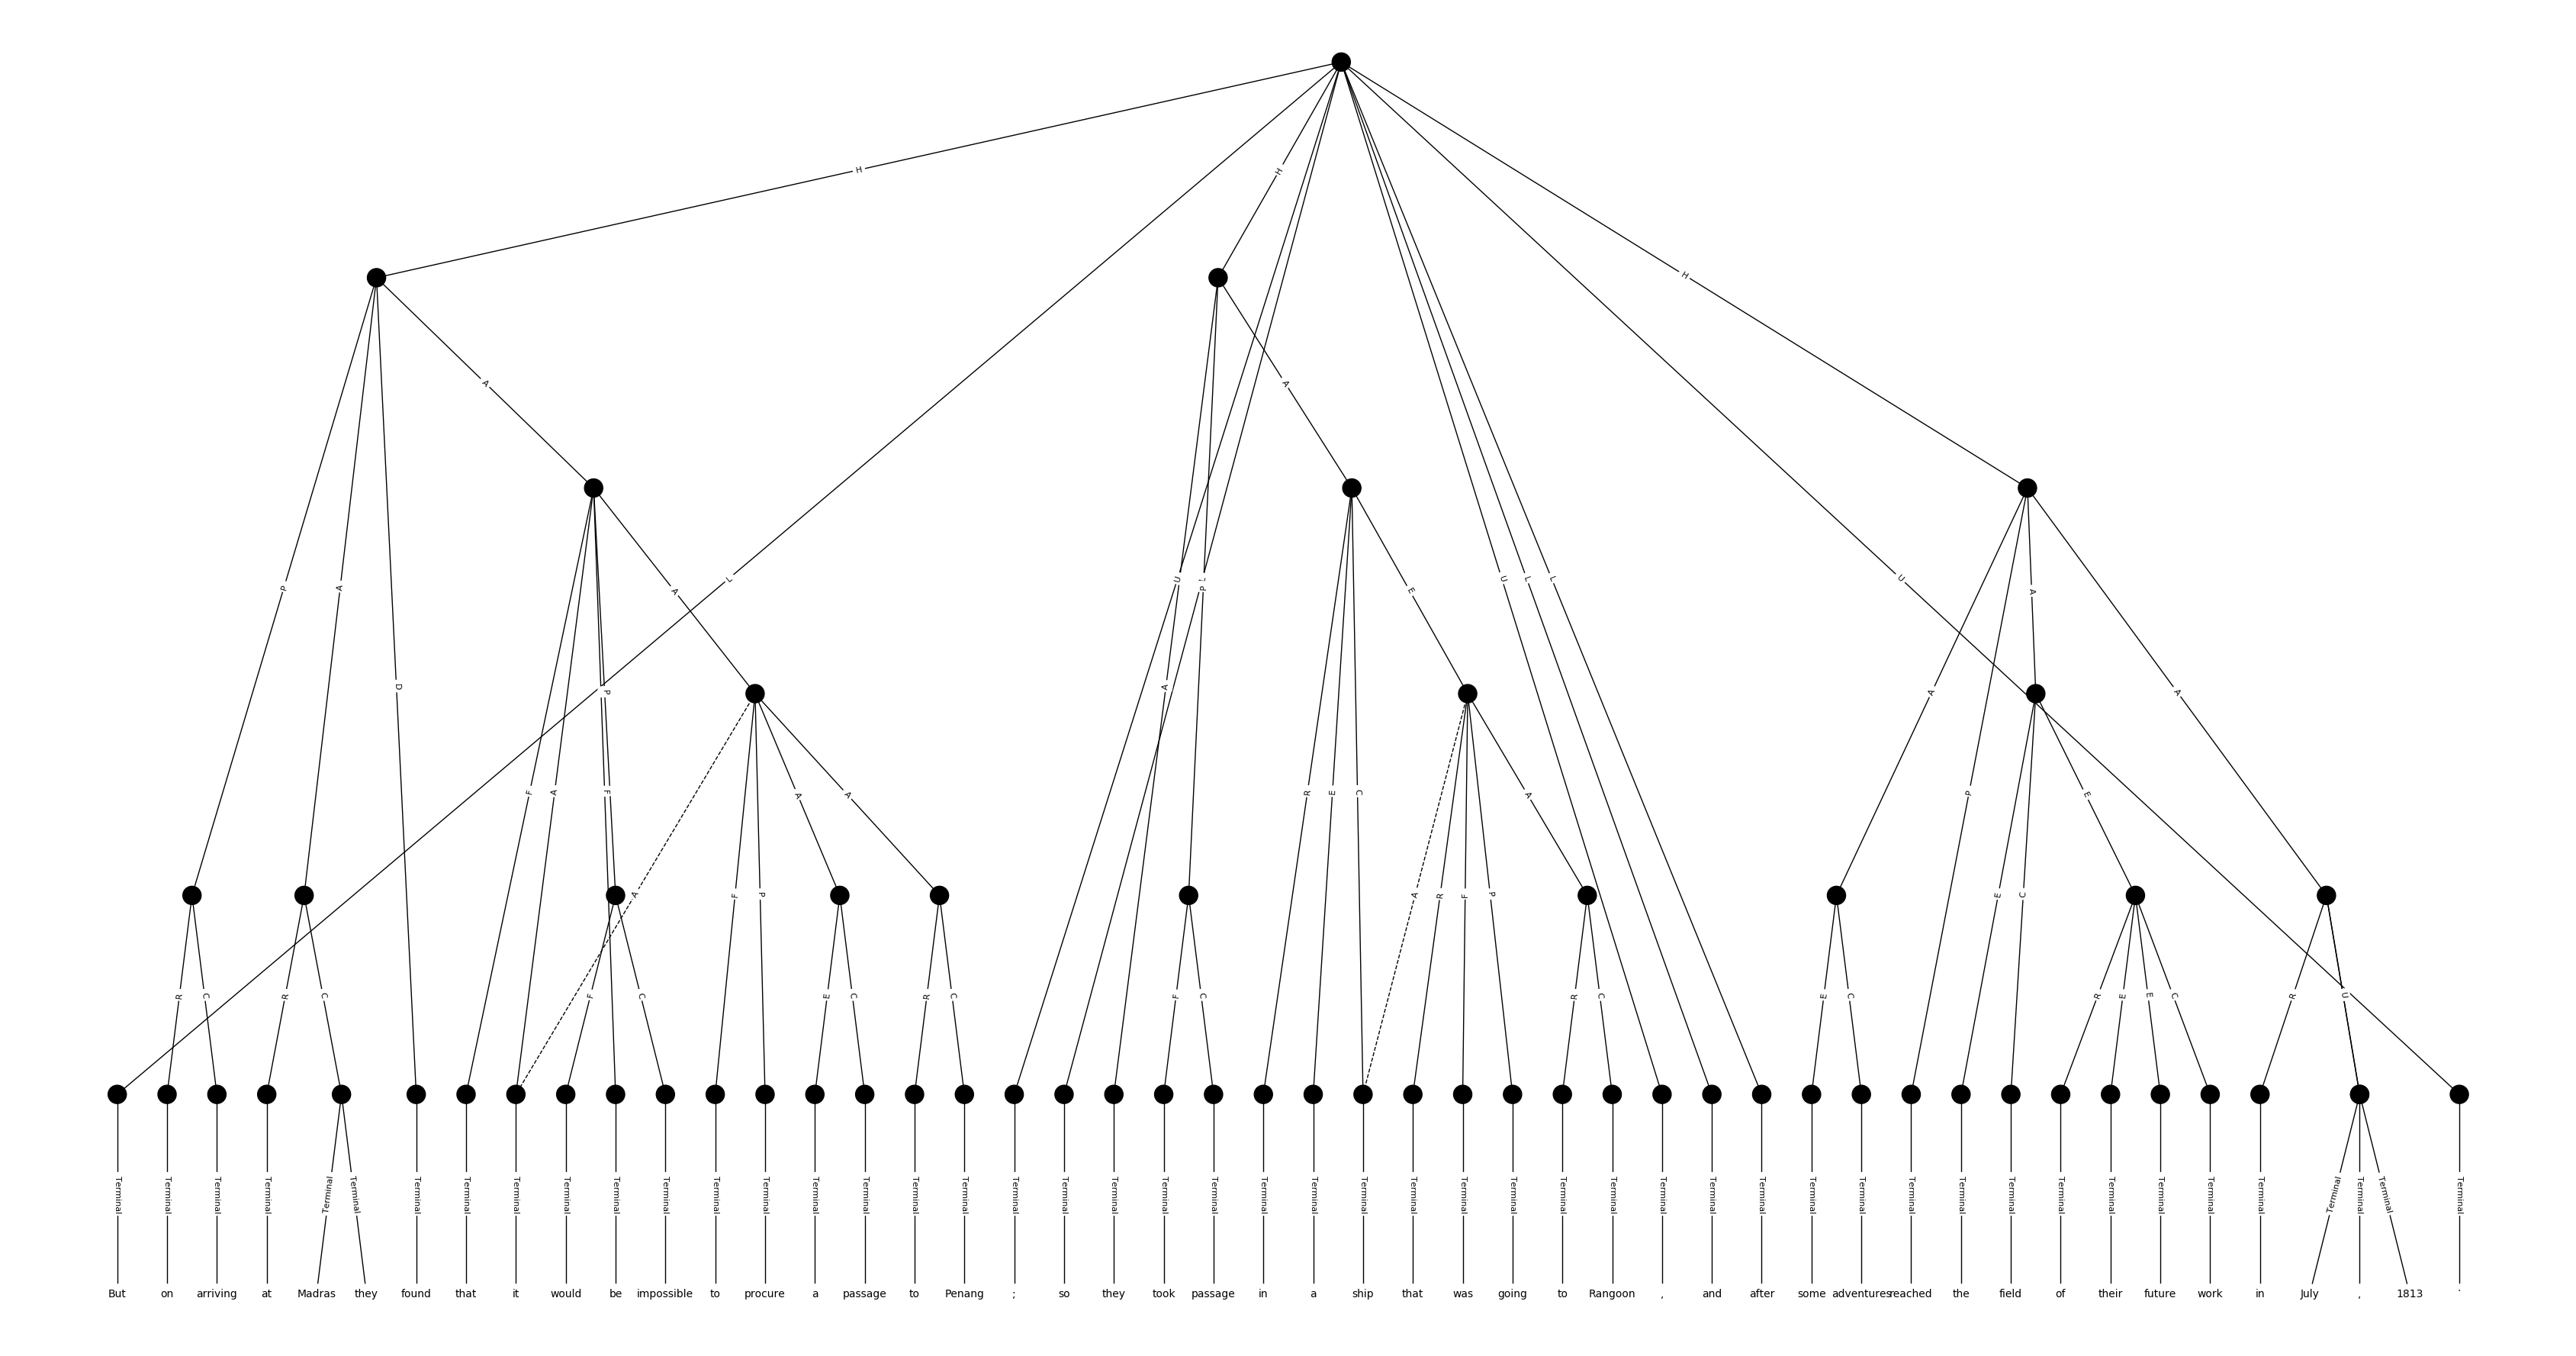 H
H
H
A
A
P A A U L P U L L U A
D A P A A
F A F A R E C A P E
A F P A R F P E C
R C R C F C E C R C F C R C E C R E E C R U
Terminal Terminal Terminal Terminal Terminal Terminal Terminal Terminal Terminal Terminal Terminal Terminal Terminal Terminal Terminal Terminal Terminal Terminal Terminal Terminal Terminal Terminal Terminal Terminal Terminal Terminal Terminal Terminal Terminal Terminal Terminal Terminal Terminal Terminal Terminal Terminal Terminal Terminal Terminal Terminal Terminal Terminal Terminal Terminal Terminal Terminal Terminal Terminal
But on arriving at Madras they found that it would be impossible to procure a passage to Penang ; so they took passage in a ship that was going to Rangoon , and after some adventures reached the field of their future work in July , 1813 .